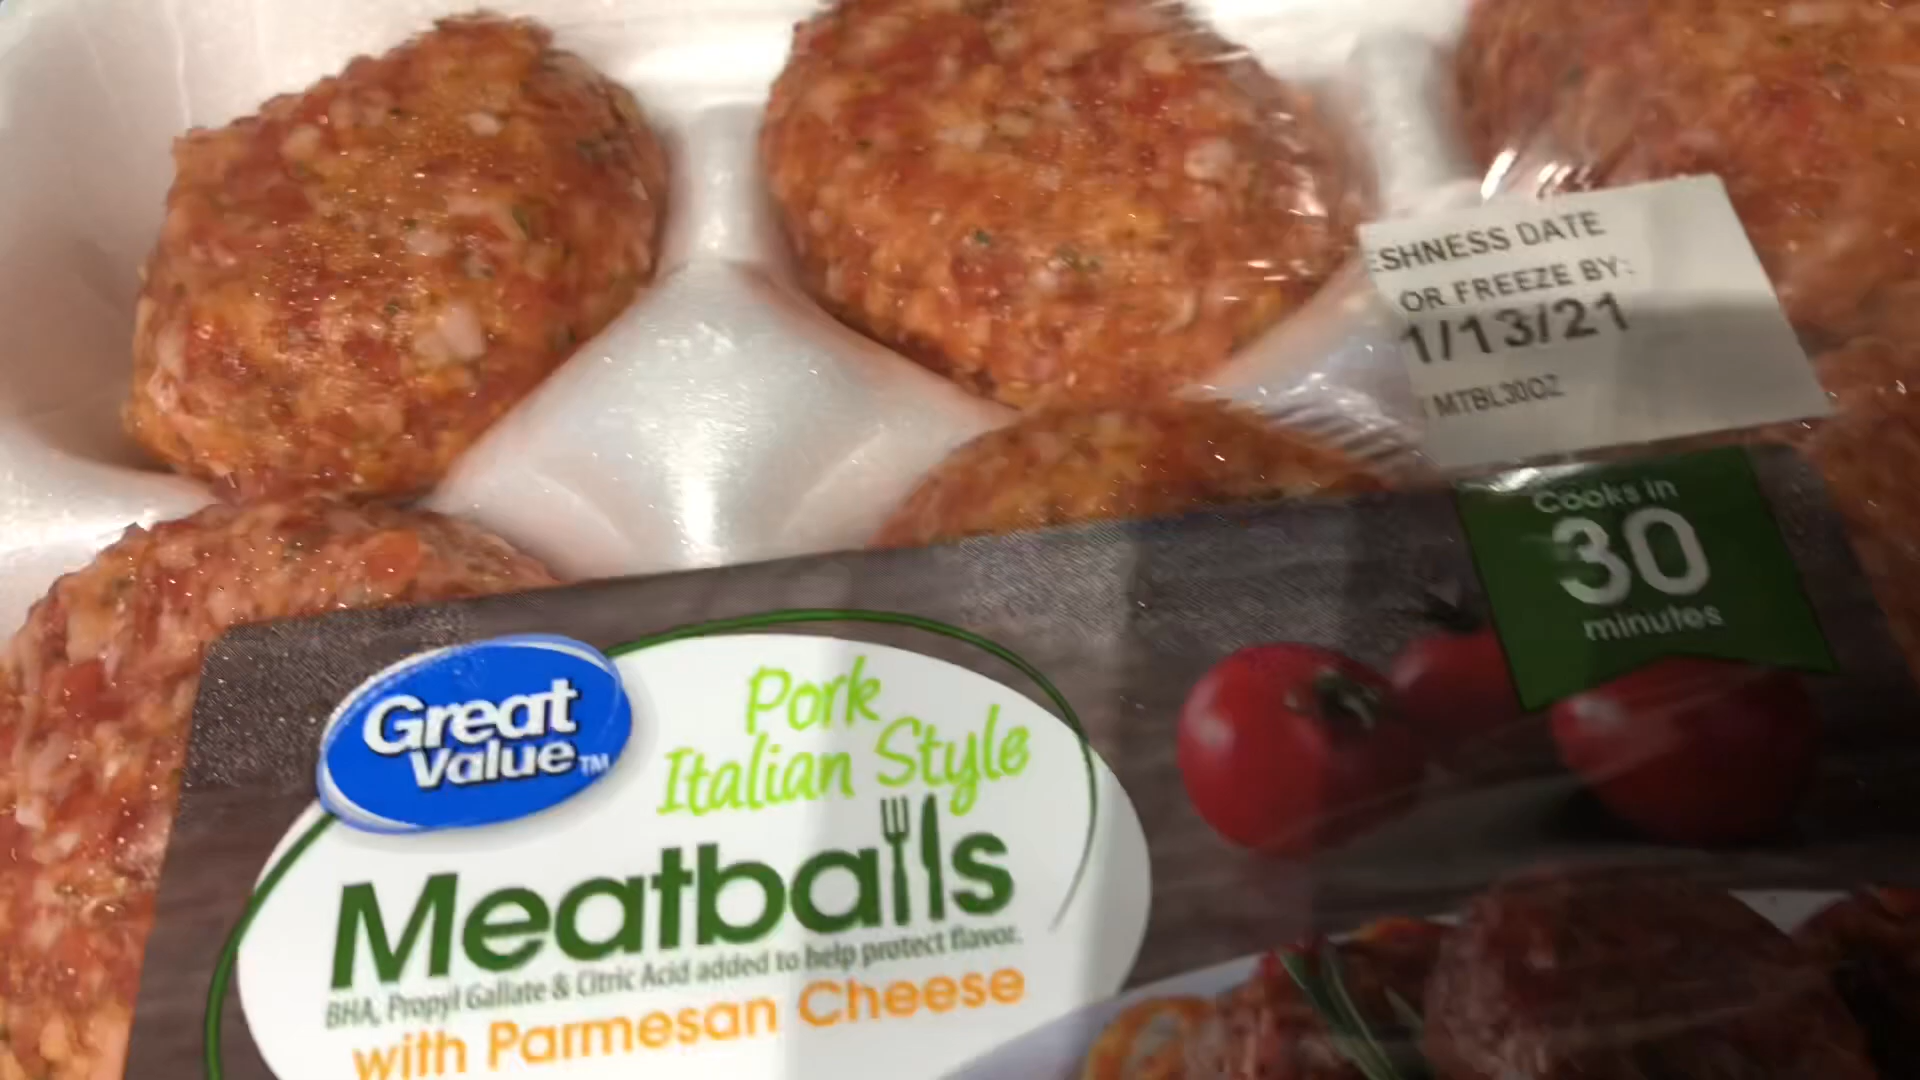 ESHNESS DATE
OR FREEZE BY:
1/13/21
MTBL30OZ
Cooks in
30
minutes
Great
Value™
Pork
Italian Style
Meatballs
BHA, Propyl Gallate & Citric Acid added to help protect flavor.
with Parmesan Cheese